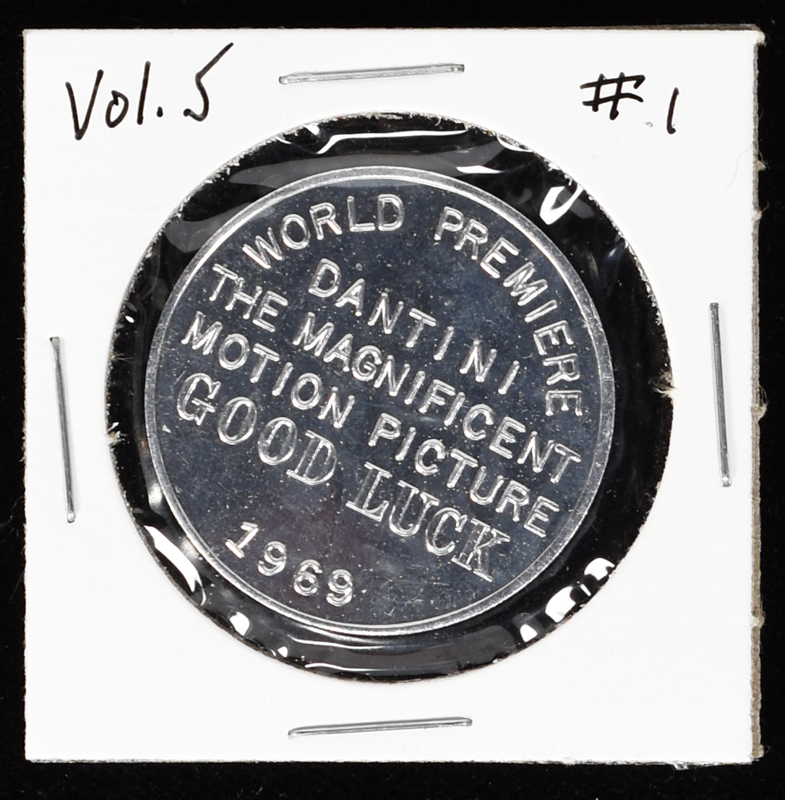 Vol. 5 #1
WORLD PREMIERE
DANTINI
THE MAGNIFICENT
MOTION PICTURE
GOOD LUCK
1969